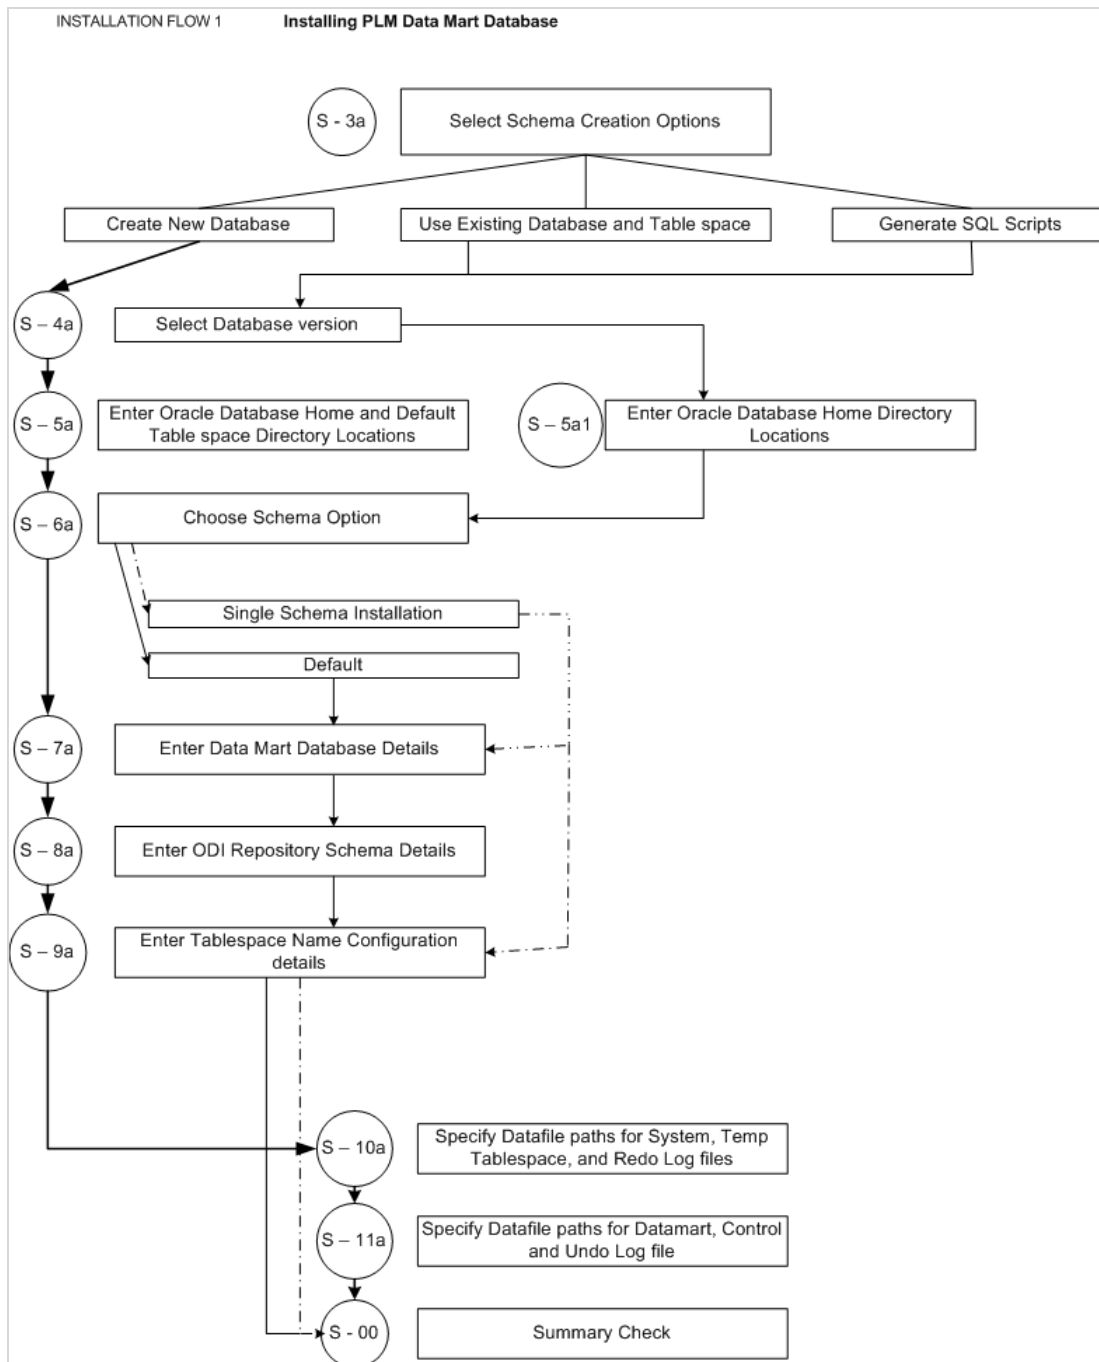 INSTALLATION FLOW 1 Installing PLM Data Mart Database
S - 3a
Select Schema Creation Options
Create New Database
Use Existing Database and Table space
Generate SQL Scripts
S – 4a
Select Database version
S – 5a
Enter Oracle Database Home and Default
Table space Directory Locations
S – 5a1
Enter Oracle Database Home Directory
Locations
S – 6a
Choose Schema Option
Single Schema Installation
Default
S – 7a
Enter Data Mart Database Details
S – 8a
Enter ODI Repository Schema Details
S – 9a
Enter Tablespace Name Configuration
details
S – 10a
Specify Datafile paths for System, Temp
Tablespace, and Redo Log files
S – 11a
Specify Datafile paths for Datamart, Control
and Undo Log file
S - 00
Summary Check